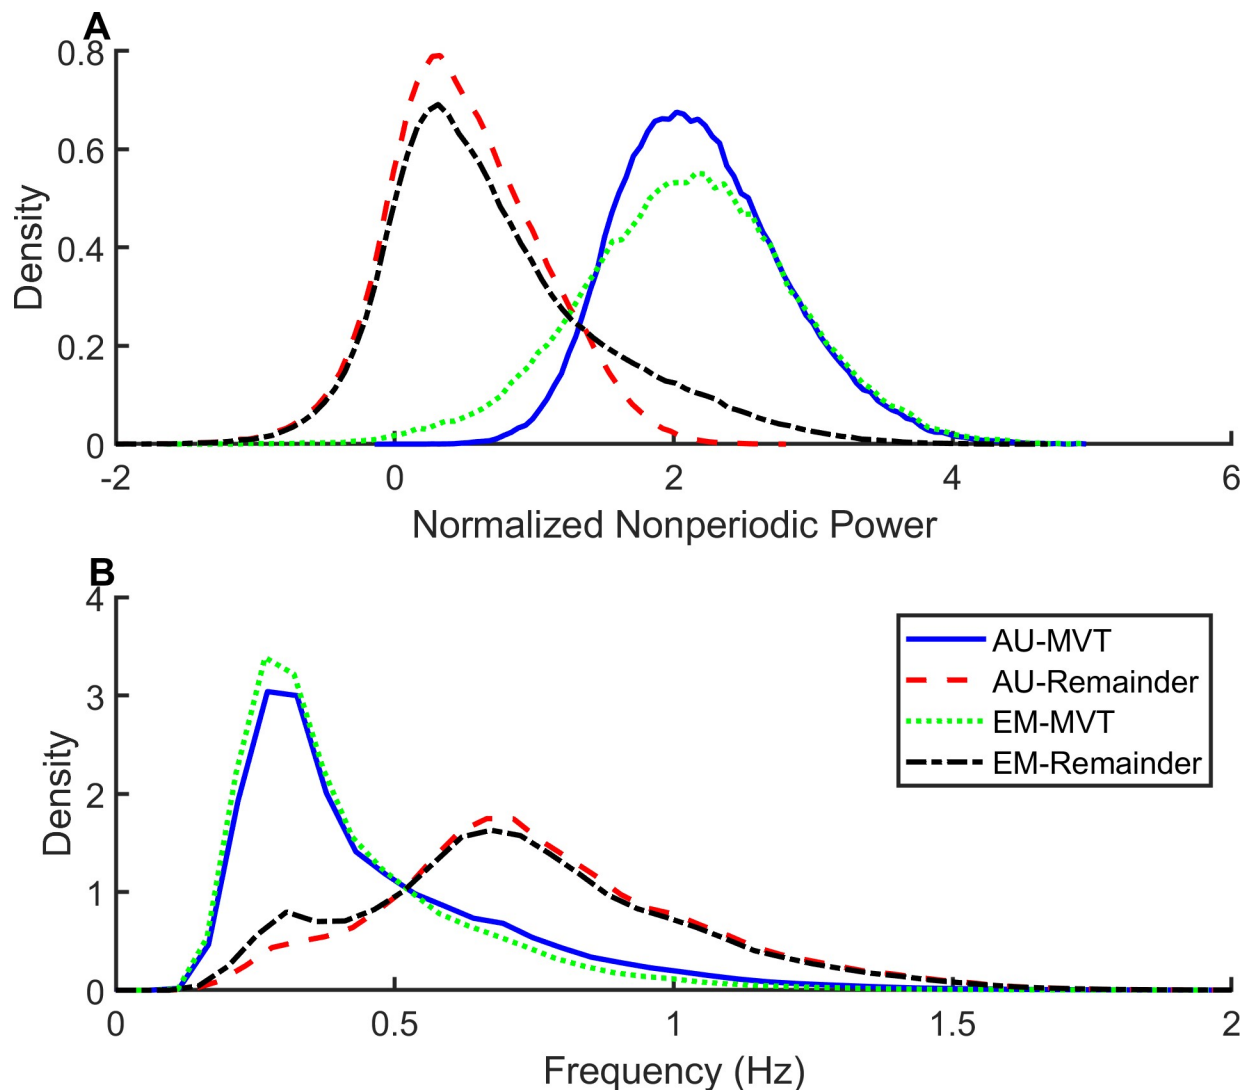 A
0.8
0.6
0.4
0.2
0
Density
-2 0 2 4 6
Normalized Nonperiodic Power
B
4
3
2
1
0
Density
AU-MVT
AU-Remainder
EM-MVT
EM-Remainder
0 0.5 1 1.5 2
Frequency (Hz)